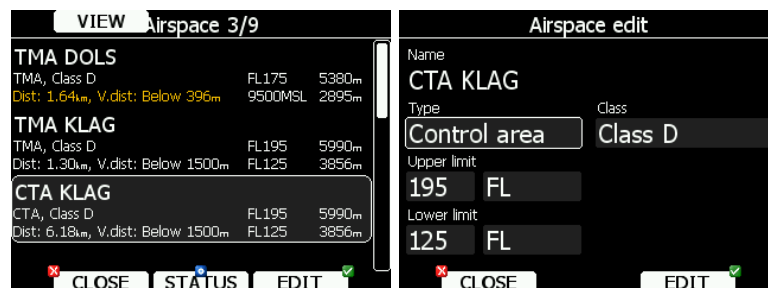 VIEW Airspace 3/9
TMA DOLS
TMA, Class D FL175 5380m
Dist: 1.64km, V.dist: Below 396m 9500MSL 2895m
TMA KLAG
TMA, Class D FL195 5990m
Dist: 1.30km, V.dist: Below 1500m FL125 3856m
CTA KLAG
CTA, Class D FL195 5990m
Dist: 6.18km, V.dist: Below 1500m FL125 3856m
CLOSE STATUS EDIT
Airspace edit
Name
CTA KLAG
Type Class
Control area Class D
Upper limit
195 FL
Lower limit
125 FL
CLOSE EDIT